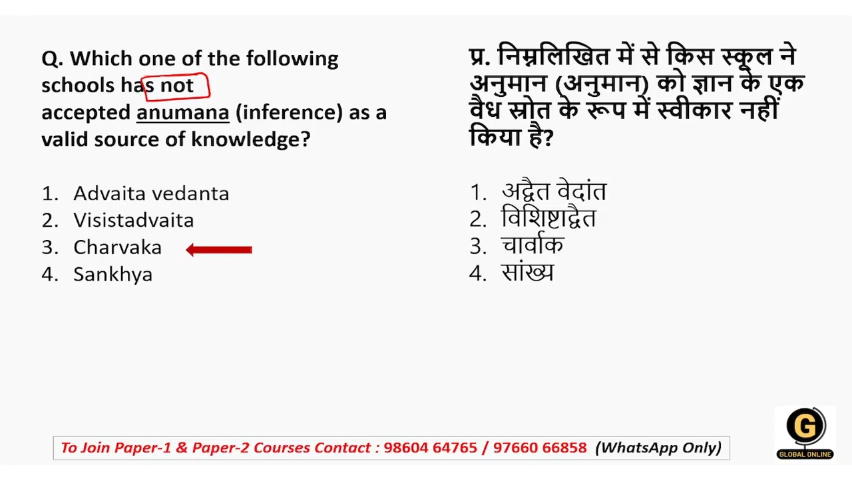 Q. Which one of the following
schools has not
accepted anumana (inference) as a
valid source of knowledge?
1. Advaita vedanta
2. Visistadvaita
3. Charvaka
4. Sankhya
प्र. निम्नलिखित में से किस स्कूल ने
अनुमान (अनुमान) को ज्ञान के एक
वैध स्रोत के रूप में स्वीकार नहीं
किया है?
1. अद्वैत वेदांत
2. विशिष्टाद्वैत
3. चार्वाक
4. सांख्य
To Join Paper-1 & Paper-2 Courses Contact : 98604 64765 / 97660 66858 (WhatsApp Only)
G
GLOBAL ONLINE